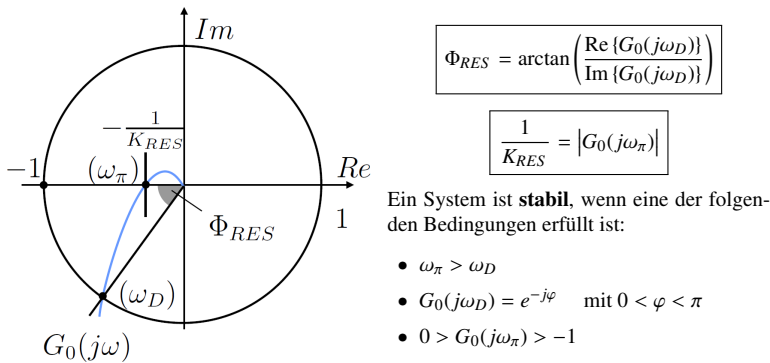 Im
−1/K_RES
−1
(ω_π)
Re
1
Φ_RES
(ω_D)
G_0(jω)
Φ_RES = arctan(Re {G_0(jω_D)} / Im {G_0(jω_D)})
1/K_RES = |G_0(jω_π)|
Ein System ist stabil, wenn eine der folgen-
den Bedingungen erfüllt ist:
• ω_π > ω_D
• G_0(jω_D) = e^{−jφ} mit 0 < φ < π
• 0 > G_0(jω_π) > −1